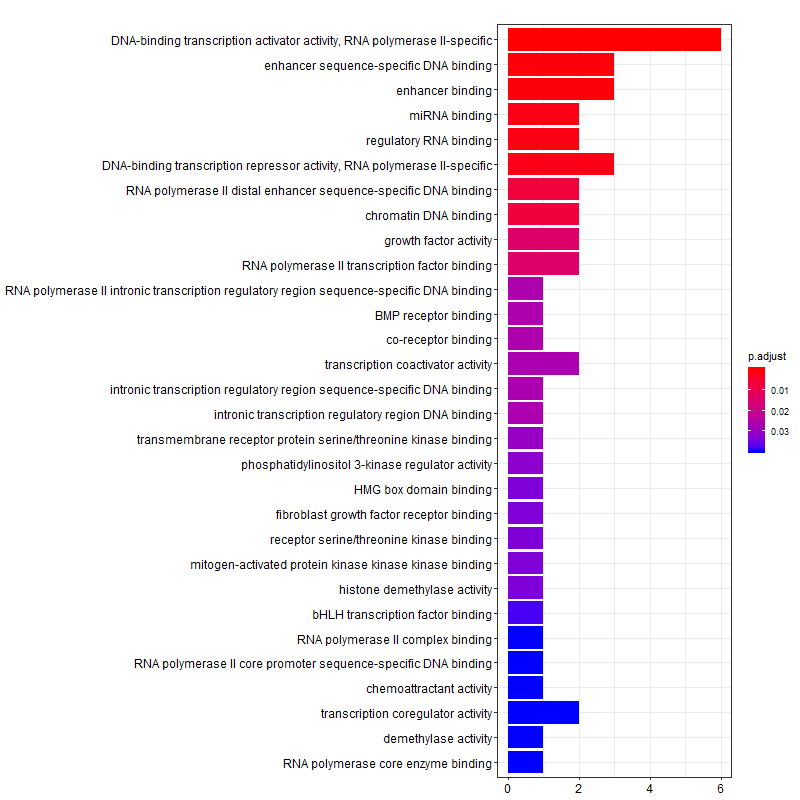 DNA-binding transcription activator activity, RNA polymerase II-specific
enhancer sequence-specific DNA binding
enhancer binding
miRNA binding
regulatory RNA binding
DNA-binding transcription repressor activity, RNA polymerase II-specific
RNA polymerase II distal enhancer sequence-specific DNA binding
chromatin DNA binding
growth factor activity
RNA polymerase II transcription factor binding
RNA polymerase II intronic transcription regulatory region sequence-specific DNA binding
BMP receptor binding
co-receptor binding
transcription coactivator activity
intronic transcription regulatory region sequence-specific DNA binding
intronic transcription regulatory region DNA binding
transmembrane receptor protein serine/threonine kinase binding
phosphatidylinositol 3-kinase regulator activity
HMG box domain binding
fibroblast growth factor receptor binding
receptor serine/threonine kinase binding
mitogen-activated protein kinase kinase kinase binding
histone demethylase activity
bHLH transcription factor binding
RNA polymerase II complex binding
RNA polymerase II core promoter sequence-specific DNA binding
chemoattractant activity
transcription coregulator activity
demethylase activity
RNA polymerase core enzyme binding
0 2 4 6
p.adjust
0.01
0.02
0.03